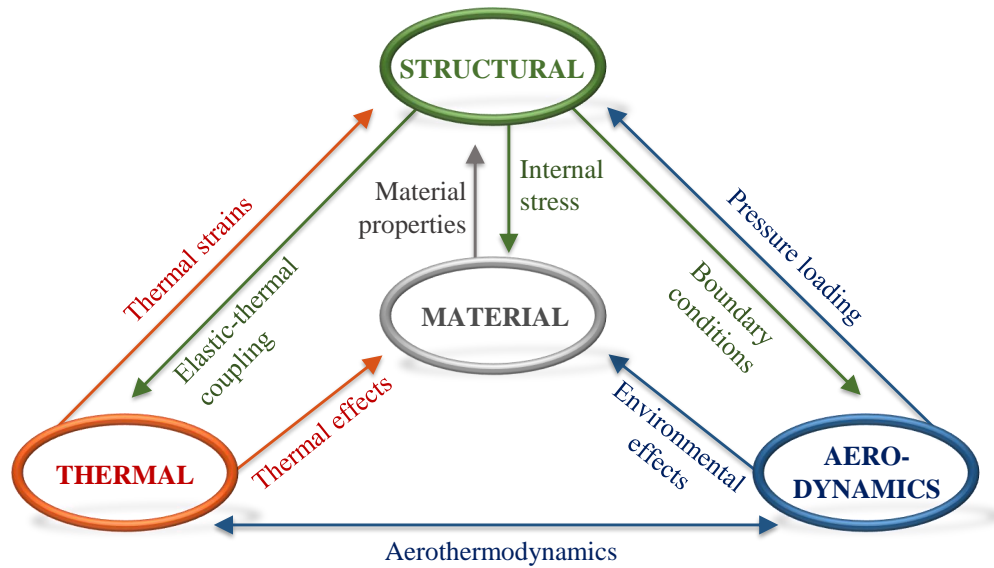 STRUCTURAL
Internal
stress
Material
properties
Thermal strains
Pressure loading
Elastic-thermal
coupling
Boundary
conditions
MATERIAL
Thermal effects
Environmental
effects
THERMAL
AERO-
DYNAMICS
Aerothermodynamics